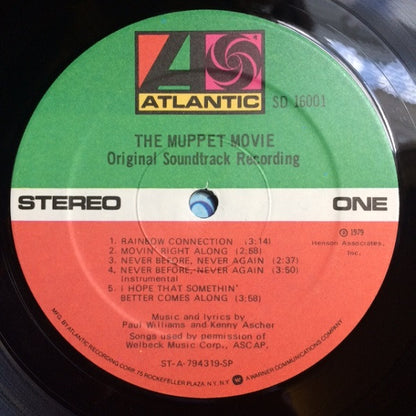 ATLANTIC
SD 16001
THE MUPPET MOVIE
Original Soundtrack Recording
STEREO
ONE
1. RAINBOW CONNECTION (3:14)
2. MOVIN' RIGHT ALONG (2:58)
3. NEVER BEFORE, NEVER AGAIN (2:37)
4. NEVER BEFORE, NEVER AGAIN (3:50)
Instrumental
5. I HOPE THAT SOMETHIN'
BETTER COMES ALONG (3:58)
℗ 1979
Henson Associates,
Inc.
Music and lyrics by
Paul Williams and Kenny Ascher
Songs used by permission of
Welbeck Music Corp., ASCAP.
ST-A-794319-SP
MFG. BY ATLANTIC RECORDING CORP. 75 ROCKEFELLER PLAZA, N.Y., N.Y. A WARNER COMMUNICATIONS COMPANY